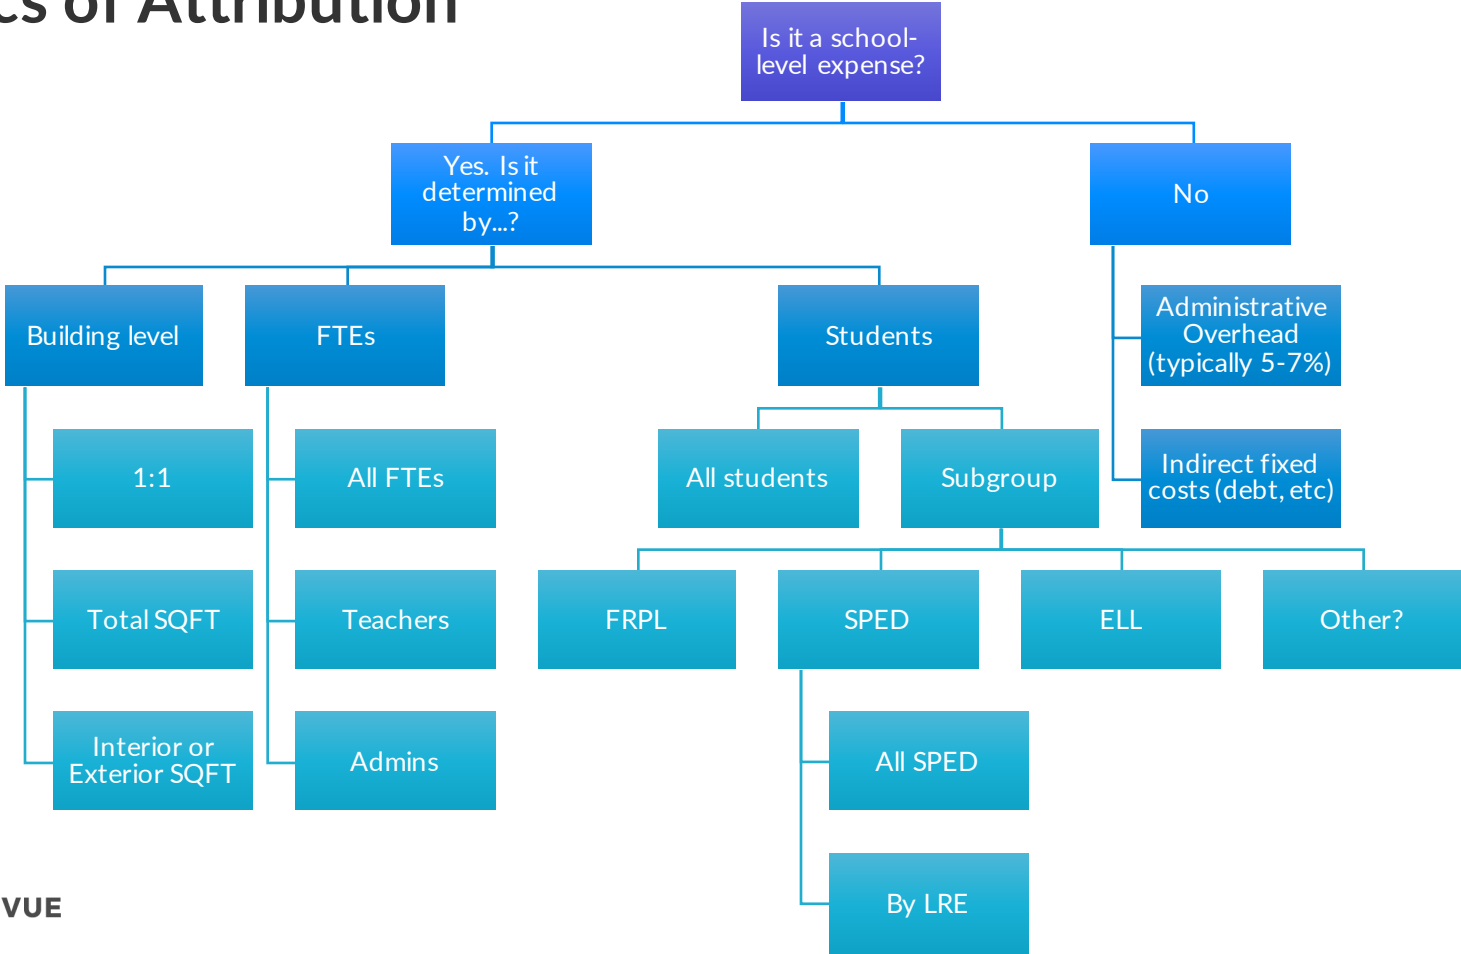 of Attribution
Is it a school-
level expense?
Yes. Is it
determined
by...?
No
Building level
FTEs
Students
Administrative
Overhead
(typically 5-7%)
1:1
All FTEs
All students
Subgroup
Indirect fixed
costs (debt, etc)
Total SQFT
Teachers
FRPL
SPED
ELL
Other?
Interior or
Exterior SQFT
Admins
All SPED
By LRE
VUE